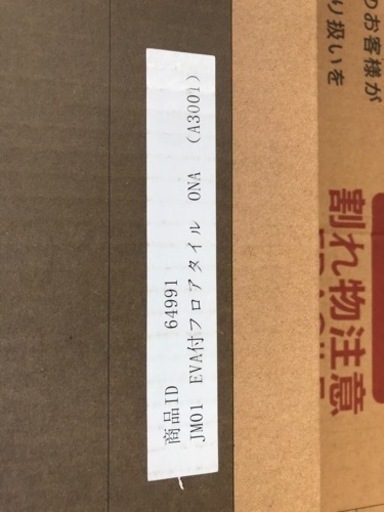 商品ID 64991
JM01 EVA付フロアタイル ONA (A3001)
のお客様が
り扱いを
割れ物注意